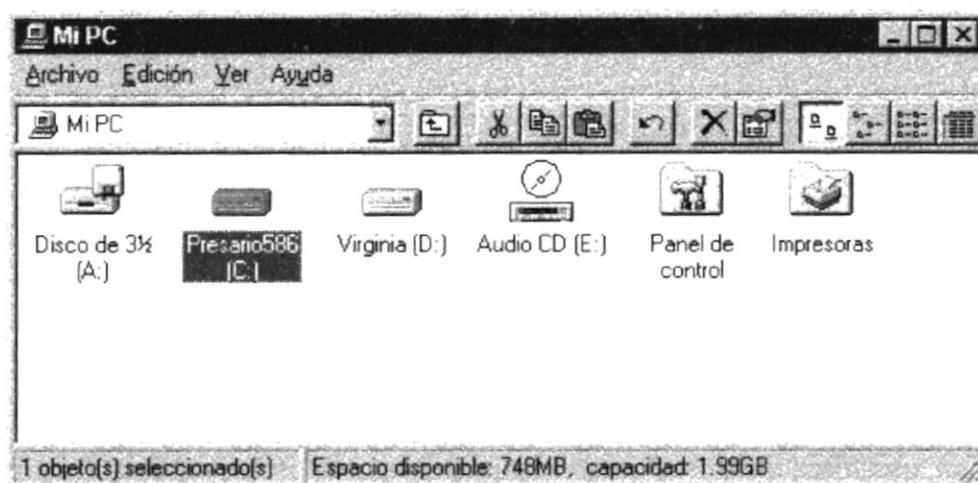 Mi PC
Archivo Edición Ver Ayuda
Mi PC
Disco de 3½
(A:)
Presario586
(C:)
Virginia (D:)
Audio CD (E:)
Panel de
control
Impresoras
1 objeto(s) seleccionado(s)
Espacio disponible: 748MB, capacidad: 1.99GB